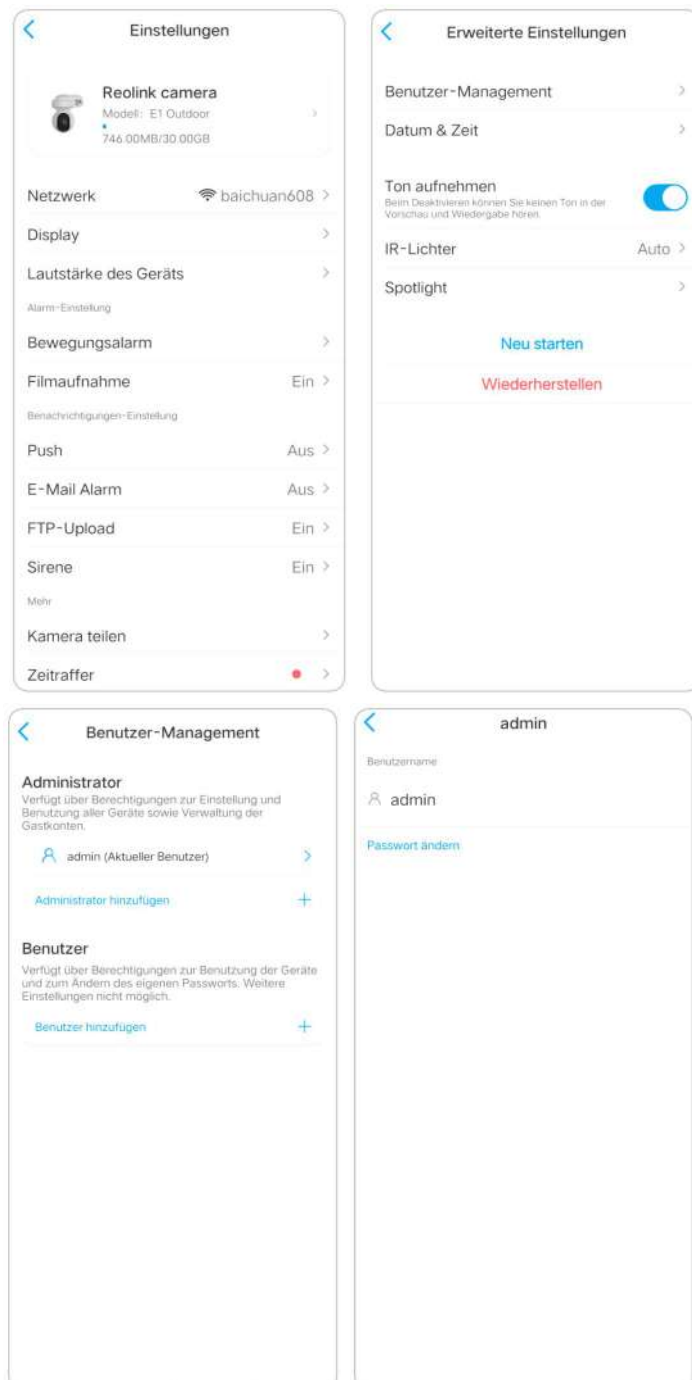 Einstellungen
Reolink camera
Modell: E1 Outdoor
746.00MB/30.00GB
Netzwerk baichuan608
Display
Lautstärke des Geräts
Alarm-Einstellung
Bewegungsalarm
Filmaufnahme Ein
Benachrichtigungen-Einstellung
Push Aus
E-Mail Alarm Aus
FTP-Upload Ein
Sirene Ein
Mehr
Kamera teilen
Zeitraffer
Erweiterte Einstellungen
Benutzer-Management
Datum & Zeit
Ton aufnehmen
Beim Deaktivieren können Sie keinen Ton in der
Vorschau und Wiedergabe hören.
IR-Lichter Auto
Spotlight
Neu starten
Wiederherstellen
Benutzer-Management
Administrator
Verfügt über Berechtigungen zur Einstellung und
Benutzung aller Geräte sowie Verwaltung der
Gastkonten.
admin (Aktueller Benutzer)
Administrator hinzufügen
Benutzer
Verfügt über Berechtigungen zur Benutzung der Geräte
und zum Ändern des eigenen Passworts. Weitere
Einstellungen nicht möglich.
Benutzer hinzufügen
admin
Benutzername
admin
Passwort ändern